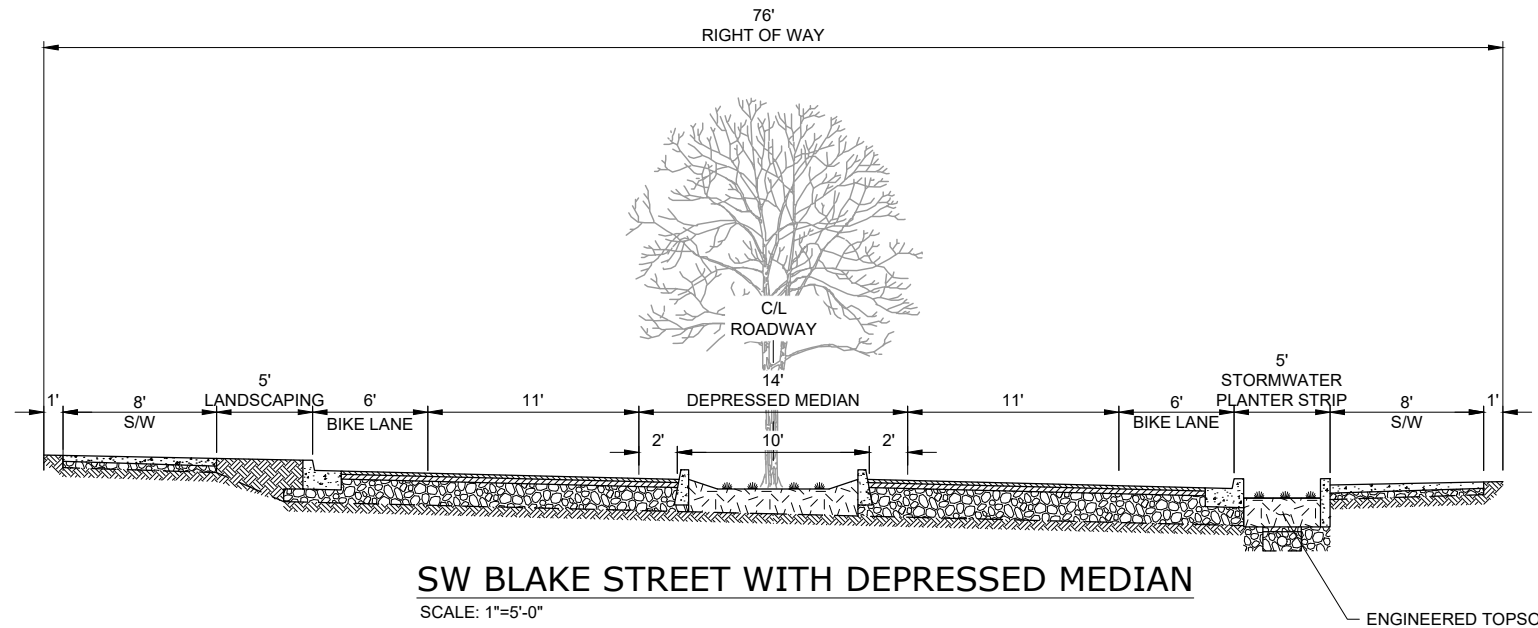 76'
RIGHT OF WAY
C/L
ROADWAY
1'
8'
S/W
5'
LANDSCAPING
6'
BIKE LANE
11'
14'
DEPRESSED MEDIAN
2'
10'
2'
11'
6'
BIKE LANE
5'
STORMWATER
PLANTER STRIP
8'
S/W
1'
SW BLAKE STREET WITH DEPRESSED MEDIAN
SCALE: 1"=5'-0"
ENGINEERED TOPSO